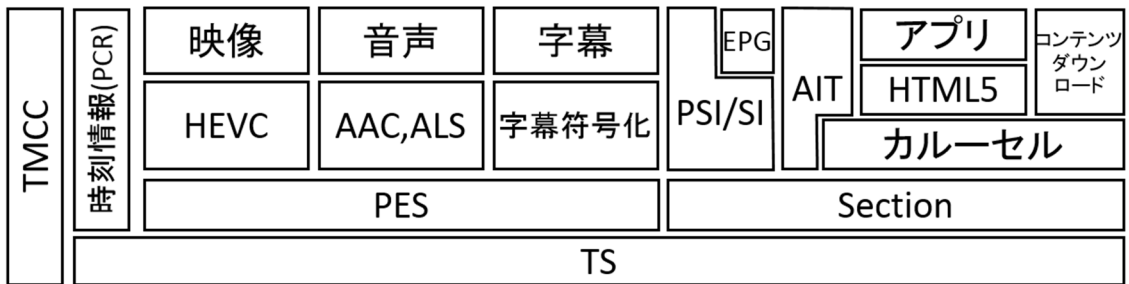 TMCC
時刻情報(PCR)
映像
音声
字幕
EPG
PSI/SI
AIT
アプリ
HTML5
コンテンツ
ダウン
ロード
HEVC
AAC,ALS
字幕符号化
カルーセル
PES
Section
TS